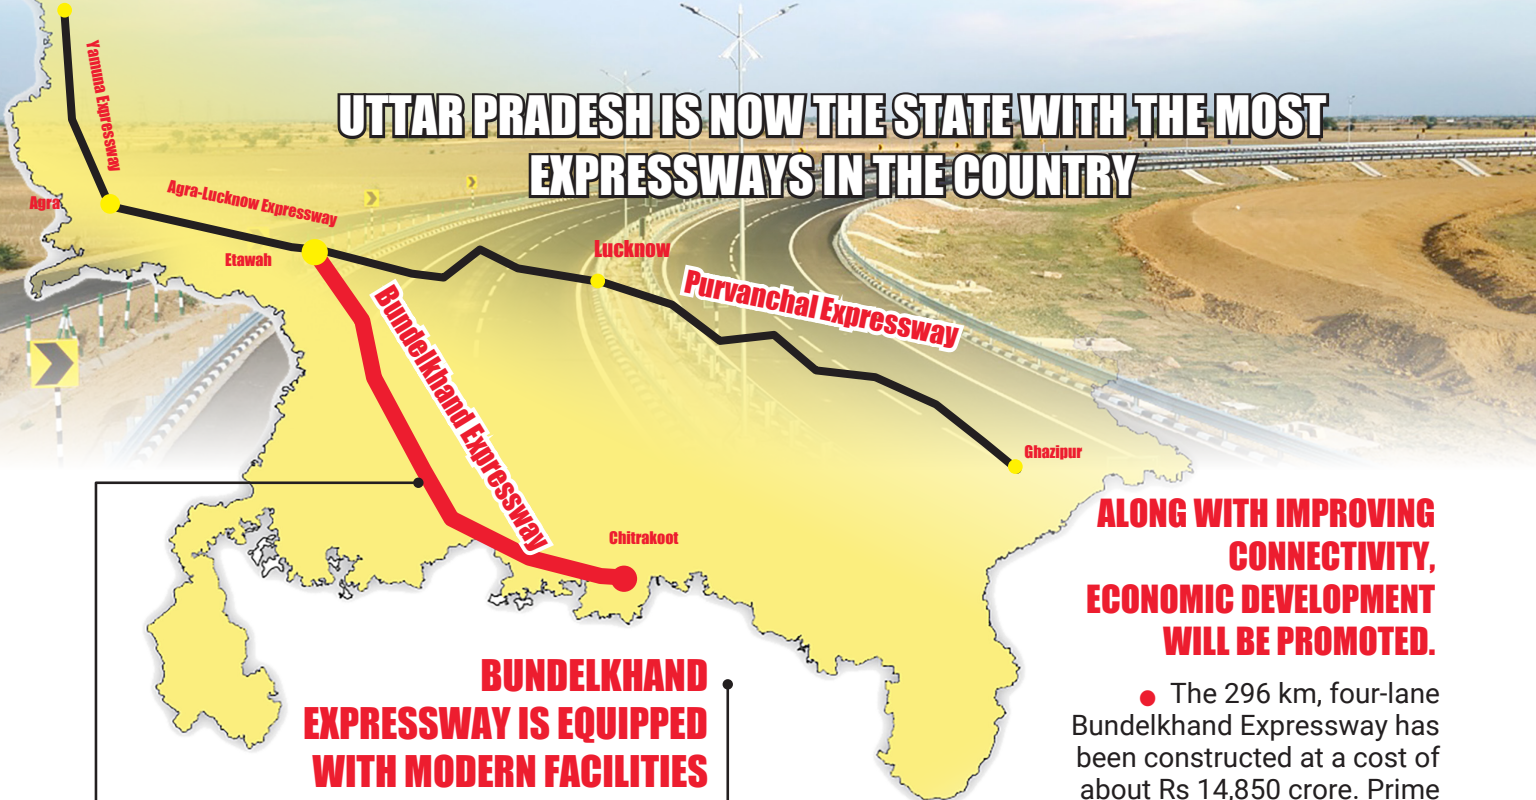 UTTAR PRADESH IS NOW THE STATE WITH THE MOST
EXPRESSWAYS IN THE COUNTRY
Yamuna Expressway
Agra
Agra-Lucknow Expressway
Etawah
Lucknow
Purvanchal Expressway
Bundelkhand Expressway
Ghazipur
Chitrakoot
BUNDELKHAND
EXPRESSWAY IS EQUIPPED
WITH MODERN FACILITIES
ALONG WITH IMPROVING
CONNECTIVITY,
ECONOMIC DEVELOPMENT
WILL BE PROMOTED.
● The 296 km, four-lane
Bundelkhand Expressway has
been constructed at a cost of
about Rs 14,850 crore. Prime